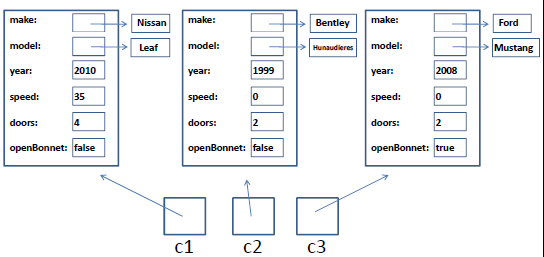 make: Nissan
model: Leaf
year: 2010
speed: 35
doors: 4
openBonnet: false
make: Bentley
model: Hunaudieres
year: 1999
speed: 0
doors: 2
openBonnet: false
make: Ford
model: Mustang
year: 2008
speed: 0
doors: 2
openBonnet: true
c1 c2 c3